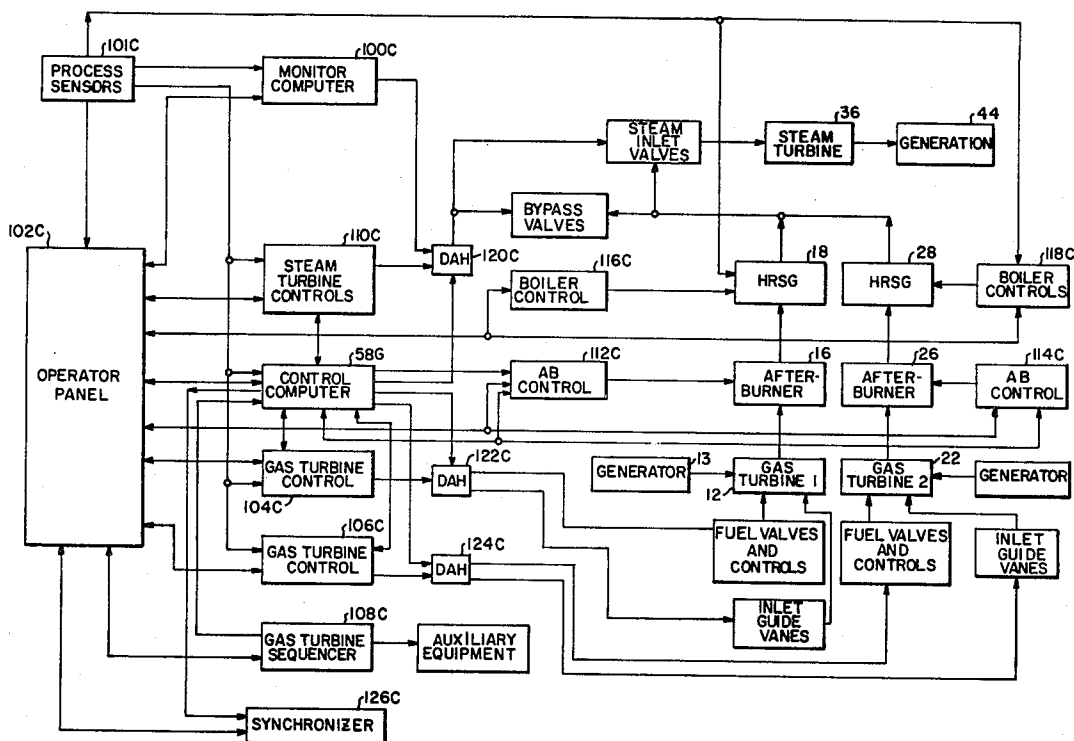 101C
PROCESS
SENSORS
100C
MONITOR
COMPUTER
STEAM
INLET
VALVES
36
STEAM
TURBINE
44
GENERATION
BYPASS
VALVES
102C
OPERATOR
PANEL
110C
STEAM
TURBINE
CONTROLS
DAH
120C
116C
BOILER
CONTROL
18
HRSG
28
HRSG
118C
BOILER
CONTROLS
58G
CONTROL
COMPUTER
112C
AB
CONTROL
16
AFTER-
BURNER
26
AFTER-
BURNER
114C
AB
CONTROL
GAS TURBINE
CONTROL
104C
122C
DAH
GENERATOR
13
12
GAS
TURBINE 1
22
GAS
TURBINE 2
GENERATOR
106C
GAS TURBINE
CONTROL
124C
DAH
FUEL VALVES
AND
CONTROLS
FUEL VALVES
AND
CONTROLS
INLET
GUIDE
VANES
INLET
GUIDE
VANES
108C
GAS TURBINE
SEQUENCER
AUXILIARY
EQUIPMENT
126C
SYNCHRONIZER